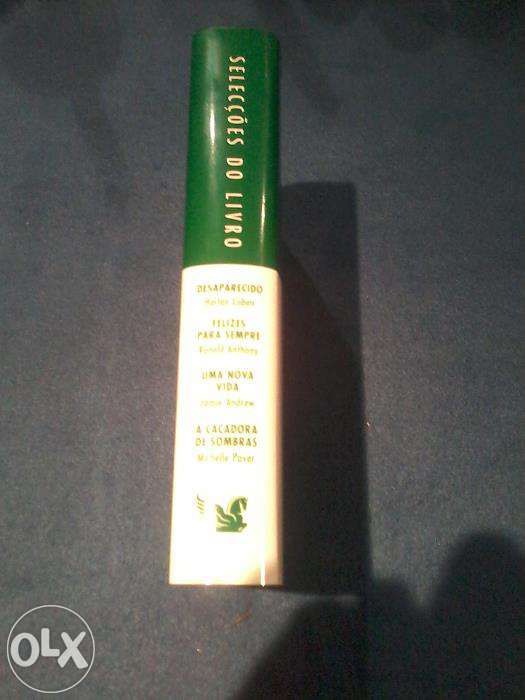 SELECÇÕES DO LIVRO
DESAPARECIDO
Harlan Coben
FELIZES
PARA SEMPRE
Ronald Anthony
UMA NOVA
VIDA
Jamie Andrew
A CAÇADORA
DE SOMBRAS
Michelle Paver
OLX